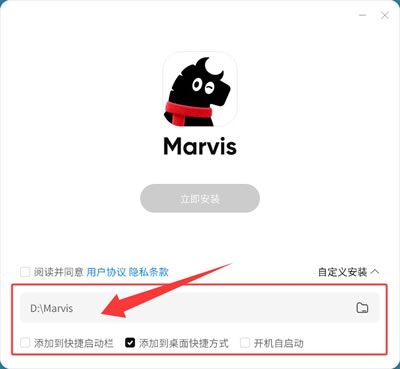 Marvis
立即安装
阅读并同意 用户协议 隐私条款 自定义安装
D:\Marvis
添加到快捷启动栏 添加到桌面快捷方式 开机自启动